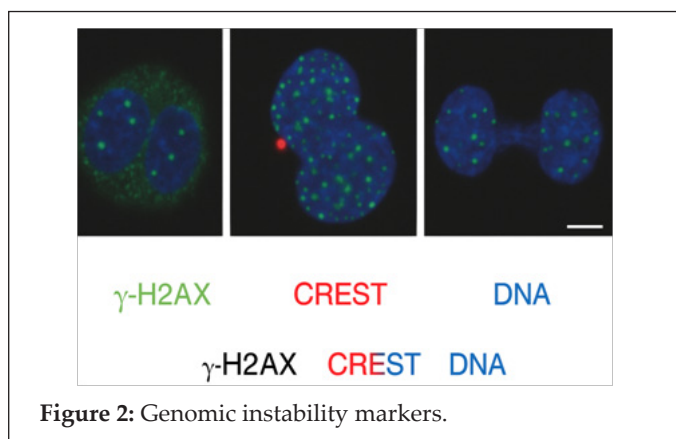 γ-H2AX CREST DNA
γ-H2AX CREST DNA
Figure 2: Genomic instability markers.